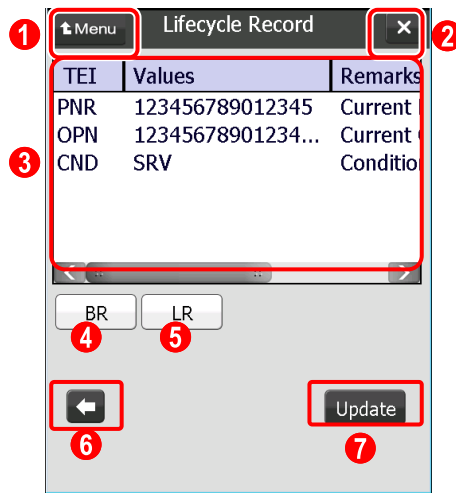 1 Menu Lifecycle Record × 2
TEI Values Remarks
PNR 123456789012345 Current
OPN 12345678901234... Current
3 CND SRV Conditio
BR LR
4 5
Update
6 7